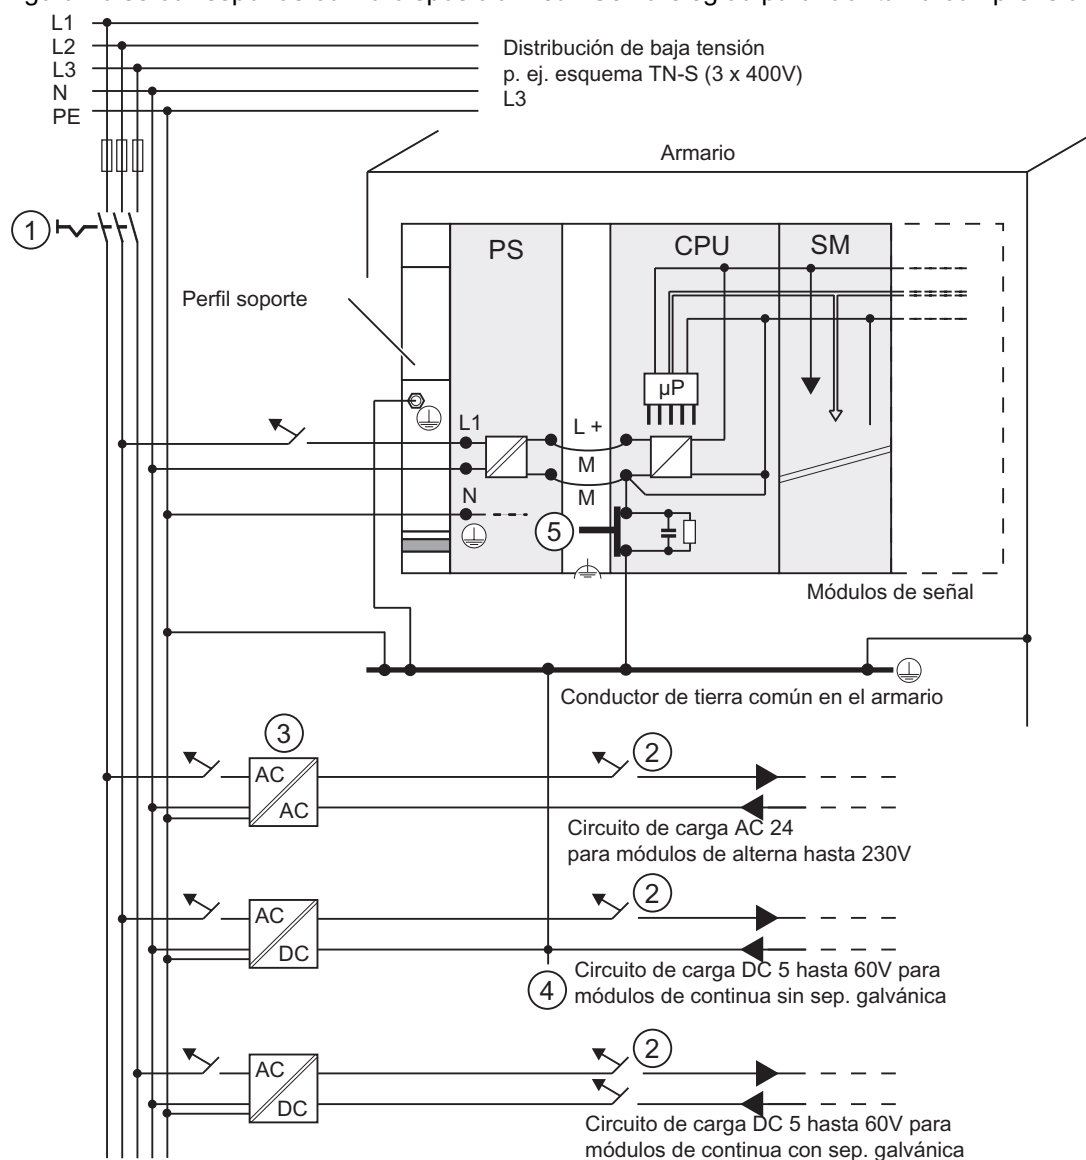 L1
L2
L3
N
PE
Distribución de baja tensión
p. ej. esquema TN-S (3 x 400V)
L3
Armario
1
PS
CPU
SM
Perfil soporte
µP
L1
L +
M
N
M
5
Módulos de señal
Conductor de tierra común en el armario
3
2
AC
AC
Circuito de carga AC 24
para módulos de alterna hasta 230V
2
AC
DC
4
Circuito de carga DC 5 hasta 60V para
módulos de continua sin sep. galvánica
2
AC
DC
Circuito de carga DC 5 hasta 60V para
módulos de continua con sep. galvánica